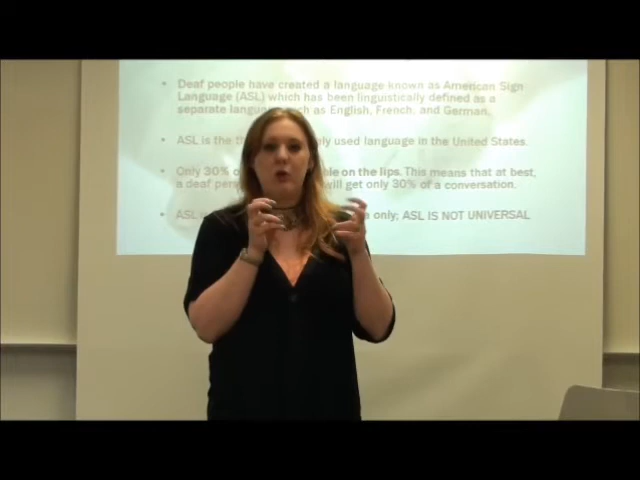 • Deaf people have created a language known as American Sign
Language (ASL) which has been linguistically defined as a
separate as English, French, and German.
• ASL is the used language in the United States.
• Only 30% on the lips. This means that at best,
a deaf will get only 30% of a conversation.
• ASL only; ASL IS NOT UNIVERSAL